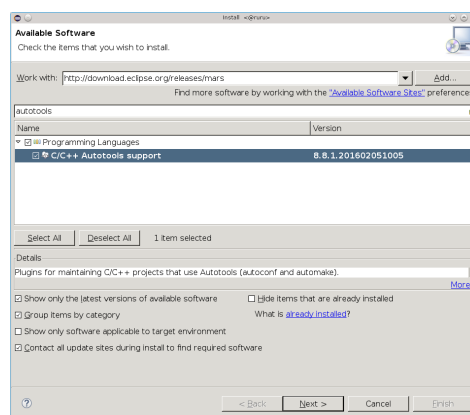 Install <@ruru>
Available Software
Check the items that you wish to install.
Work with: http://download.eclipse.org/releases/mars Add...
Find more software by working with the "Available Software Sites" preference
autotools
Name Version
Programming Languages
C/C++ Autotools support 8.8.1.201602051005
Select All Deselect All 1 item selected
Details
Plugins for maintaining C/C++ projects that use Autotools (autoconf and automake).
More
Show only the latest versions of available software Hide items that are already installed
Group items by category What is already installed?
Show only software applicable to target environment
Contact all update sites during install to find required software
? < Back Next > Cancel Finish